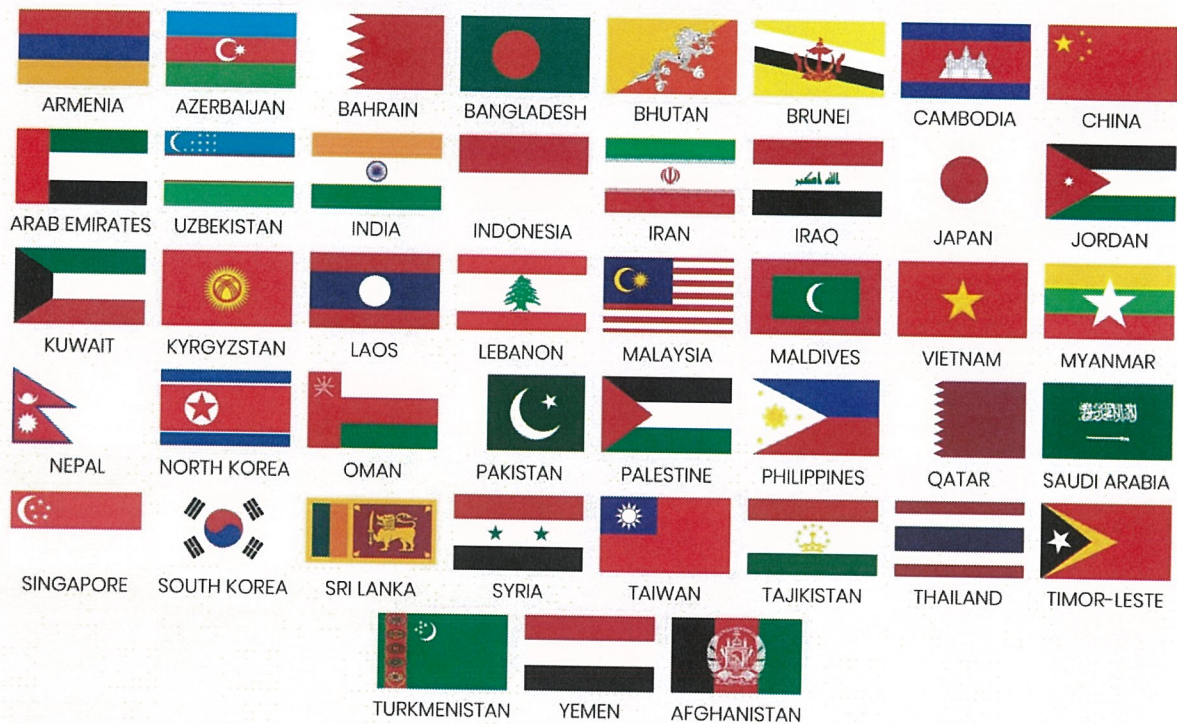 ARMENIA AZERBAIJAN BAHRAIN BANGLADESH BHUTAN BRUNEI CAMBODIA CHINA
ARAB EMIRATES UZBEKISTAN INDIA INDONESIA IRAN IRAQ JAPAN JORDAN
KUWAIT KYRGYZSTAN LAOS LEBANON MALAYSIA MALDIVES VIETNAM MYANMAR
NEPAL NORTH KOREA OMAN PAKISTAN PALESTINE PHILIPPINES QATAR SAUDI ARABIA
SINGAPORE SOUTH KOREA SRI LANKA SYRIA TAIWAN TAJIKISTAN THAILAND TIMOR-LESTE
TURKMENISTAN YEMEN AFGHANISTAN